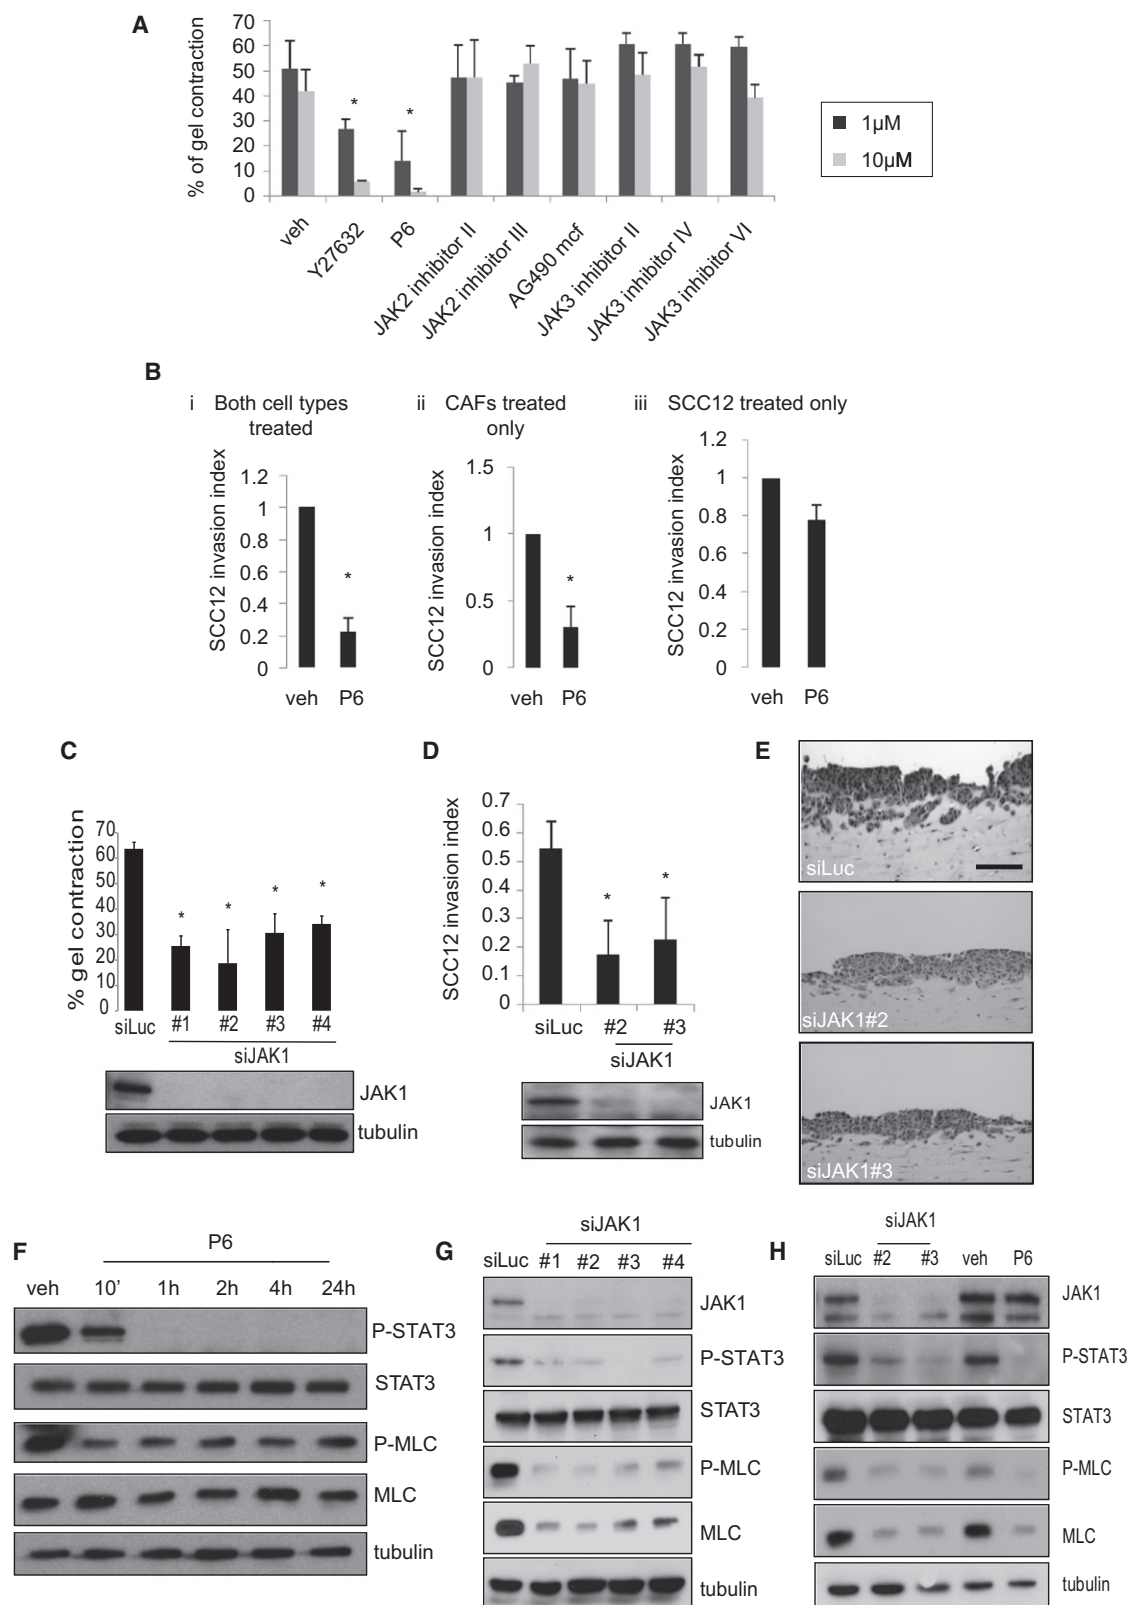 A
% of gel contraction
70
60
50
40
30
20
10
0
*
*
veh
Y27632
P6
JAK2 inhibitor II
JAK2 inhibitor III
AG490 mcf
JAK3 inhibitor II
JAK3 inhibitor IV
JAK3 inhibitor VI
1µM
10µM
B
i Both cell types
treated
SCC12 invasion index
1.2
1
0.8
0.6
0.4
0.2
0
*
veh P6
ii CAFs treated
only
SCC12 invasion index
1.5
1
0.5
0
*
veh P6
iii SCC12 treated only
SCC12 invasion index
1.2
1
0.8
0.6
0.4
0.2
0
veh P6
C
% gel contraction
70
60
50
40
30
20
10
0
* * * *
siLuc #1 #2 #3 #4
siJAK1
JAK1
tubulin
D
SCC12 invasion index
0.7
0.6
0.5
0.4
0.3
0.2
0.1
0
* *
siLuc #2 #3
siJAK1
JAK1
tubulin
E
siLuc
siJAK1#2
siJAK1#3
F
P6
veh 10' 1h 2h 4h 24h
P-STAT3
STAT3
P-MLC
MLC
tubulin
G
siJAK1
siLuc #1 #2 #3 #4
JAK1
P-STAT3
STAT3
P-MLC
MLC
tubulin
H
siJAK1
siLuc #2 #3 veh P6
JAK1
P-STAT3
STAT3
P-MLC
MLC
tubulin